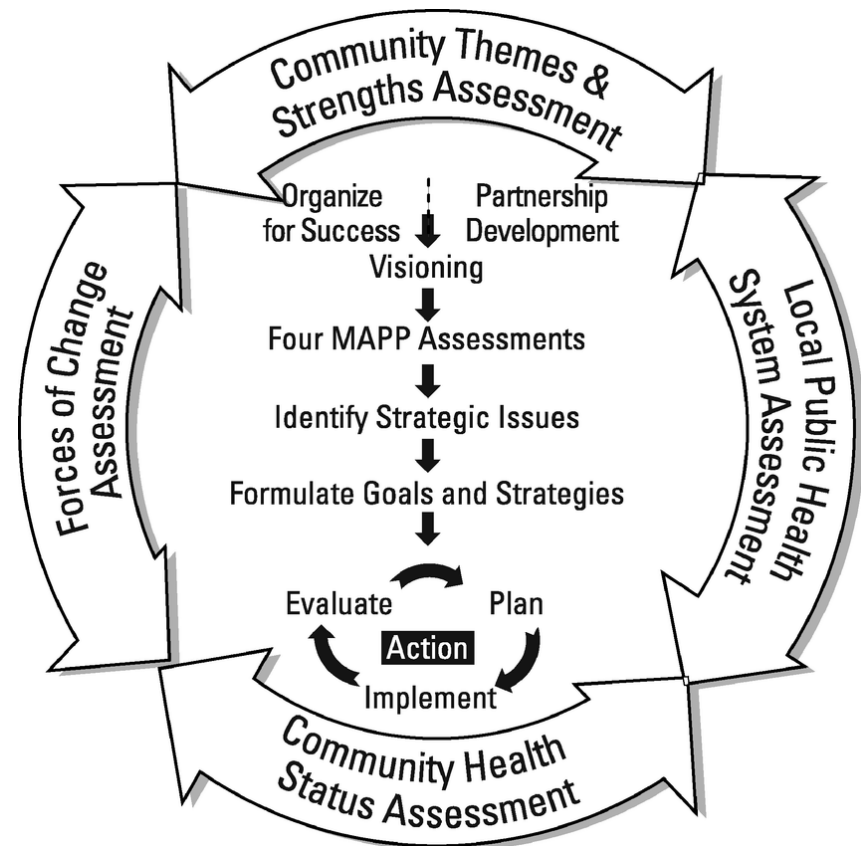 Community Themes &
Strengths Assessment
Organize
for Success
Partnership
Development
Visioning
Four MAPP Assessments
Identify Strategic Issues
Formulate Goals and Strategies
Evaluate
Plan
Action
Implement
Forces of Change
Assessment
Local Public Health
System Assessment
Community Health
Status Assessment